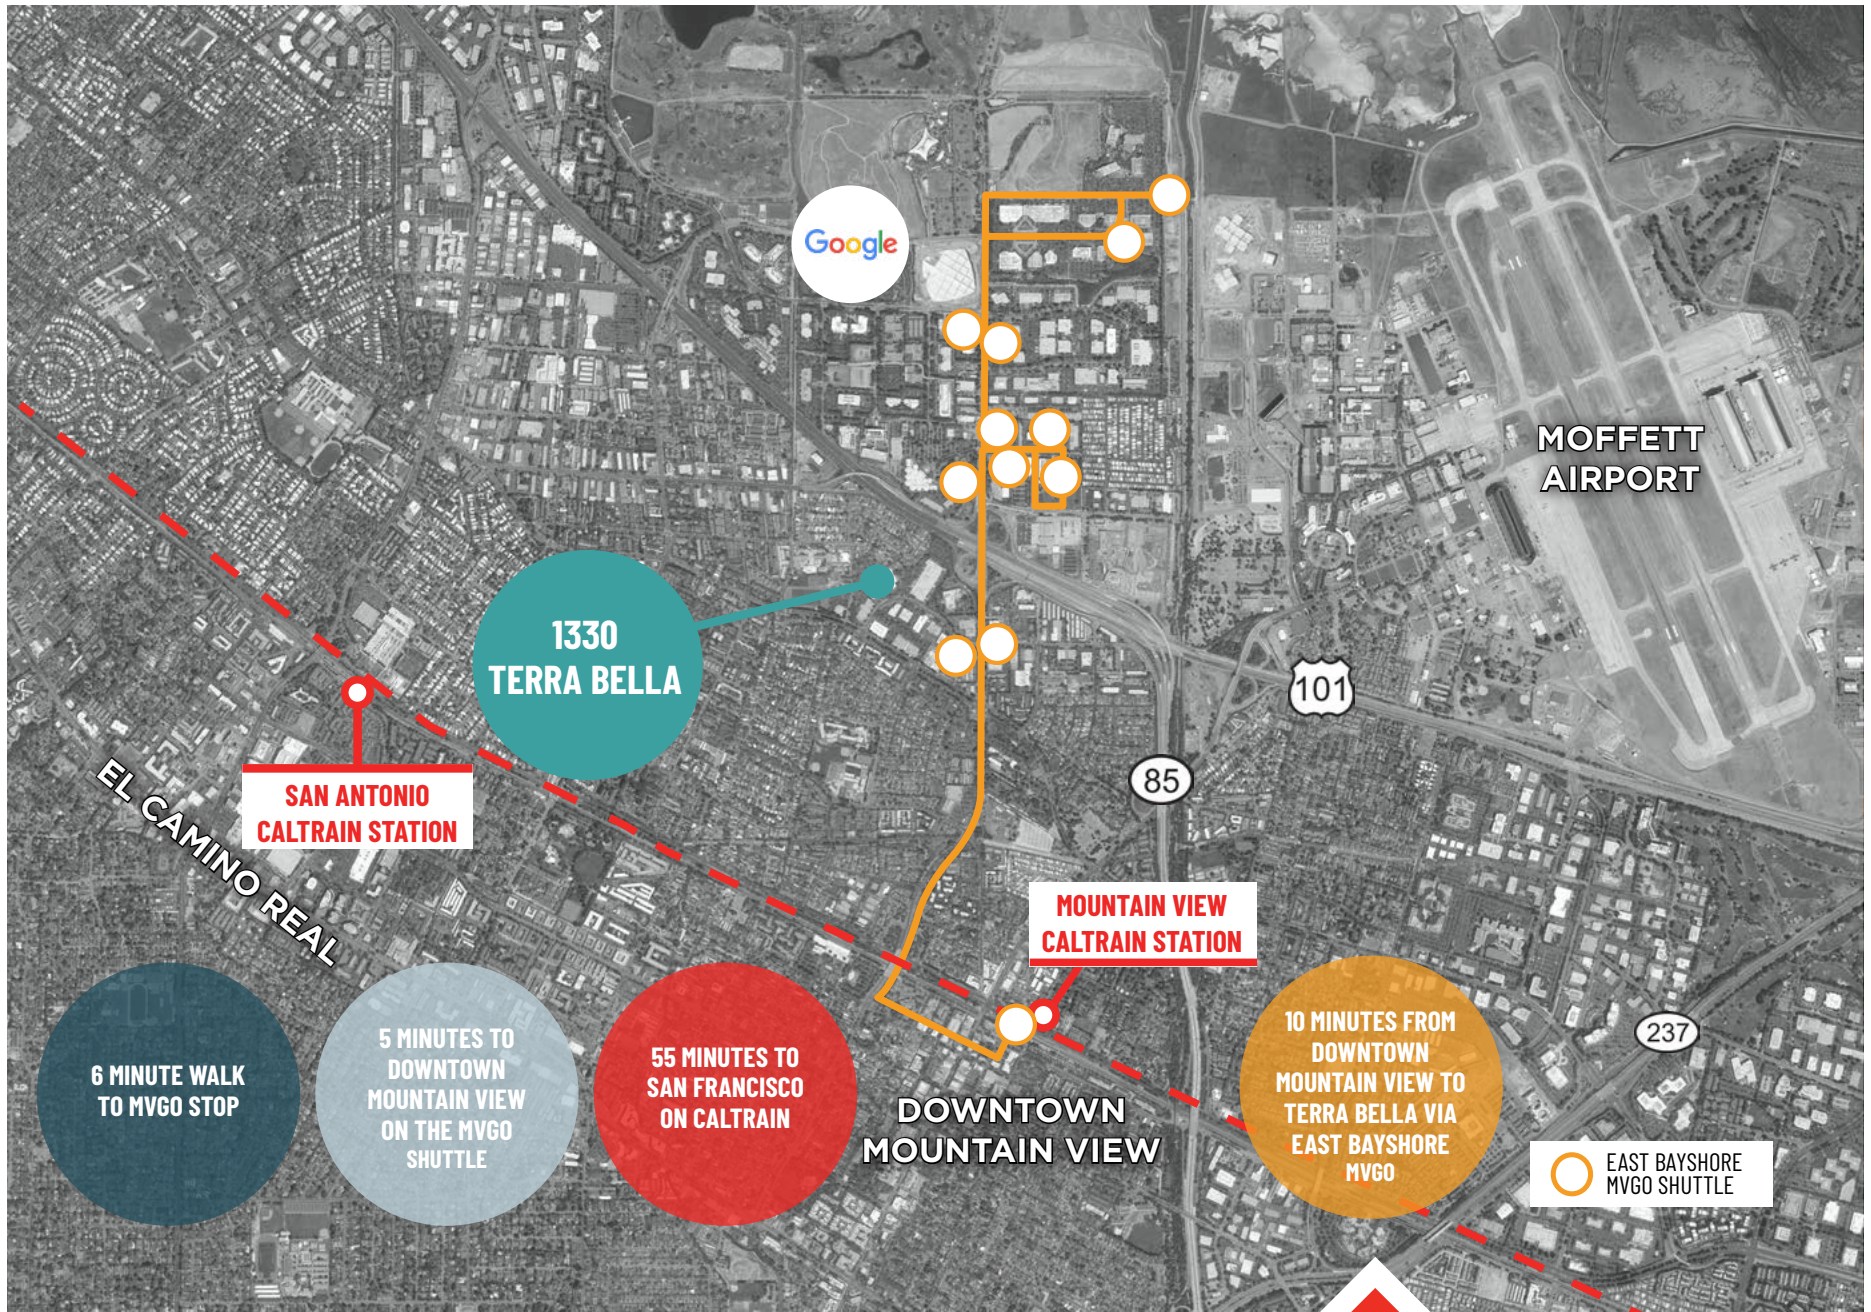 Google
MOFFETT
AIRPORT
1330
TERRA BELLA
101
85
SAN ANTONIO
CALTRAIN STATION
EL CAMINO REAL
MOUNTAIN VIEW
CALTRAIN STATION
237
6 MINUTE WALK
TO MVGO STOP
5 MINUTES TO
DOWNTOWN
MOUNTAIN VIEW
ON THE MVGO
SHUTTLE
55 MINUTES TO
SAN FRANCISCO
ON CALTRAIN
DOWNTOWN
MOUNTAIN VIEW
10 MINUTES FROM
DOWNTOWN
MOUNTAIN VIEW TO
TERRA BELLA VIA
EAST BAYSHORE
MVGO
EAST BAYSHORE
MVGO SHUTTLE